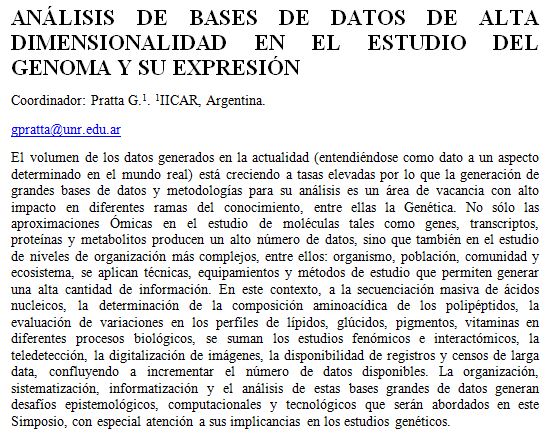 ANÁLISIS DE BASES DE DATOS DE ALTA
DIMENSIONALIDAD EN EL ESTUDIO DEL
GENOMA Y SU EXPRESIÓN
Coordinador: Pratta G.¹. ¹IICAR, Argentina.
gpratta@unr.edu.ar
El volumen de los datos generados en la actualidad (entendiéndose como dato a un aspecto
determinado en el mundo real) está creciendo a tasas elevadas por lo que la generación de
grandes bases de datos y metodologías para su análisis es un área de vacancia con alto
impacto en diferentes ramas del conocimiento, entre ellas la Genética. No sólo las
aproximaciones Ómicas en el estudio de moléculas tales como genes, transcriptos,
proteínas y metabolitos producen un alto número de datos, sino que también en el estudio
de niveles de organización más complejos, entre ellos: organismo, población, comunidad y
ecosistema, se aplican técnicas, equipamientos y métodos de estudio que permiten generar
una alta cantidad de información. En este contexto, a la secuenciación masiva de ácidos
nucleicos, la determinación de la composición aminoacídica de los polipéptidos, la
evaluación de variaciones en los perfiles de lípidos, glúcidos, pigmentos, vitaminas en
diferentes procesos biológicos, se suman los estudios fenómicos e interactómicos, la
teledetección, la digitalización de imágenes, la disponibilidad de registros y censos de larga
data, confluyendo a incrementar el número de datos disponibles. La organización,
sistematización, informatización y el análisis de estas bases grandes de datos generan
desafíos epistemológicos, computacionales y tecnológicos que serán abordados en este
Simposio, con especial atención a sus implicancias en los estudios genéticos.